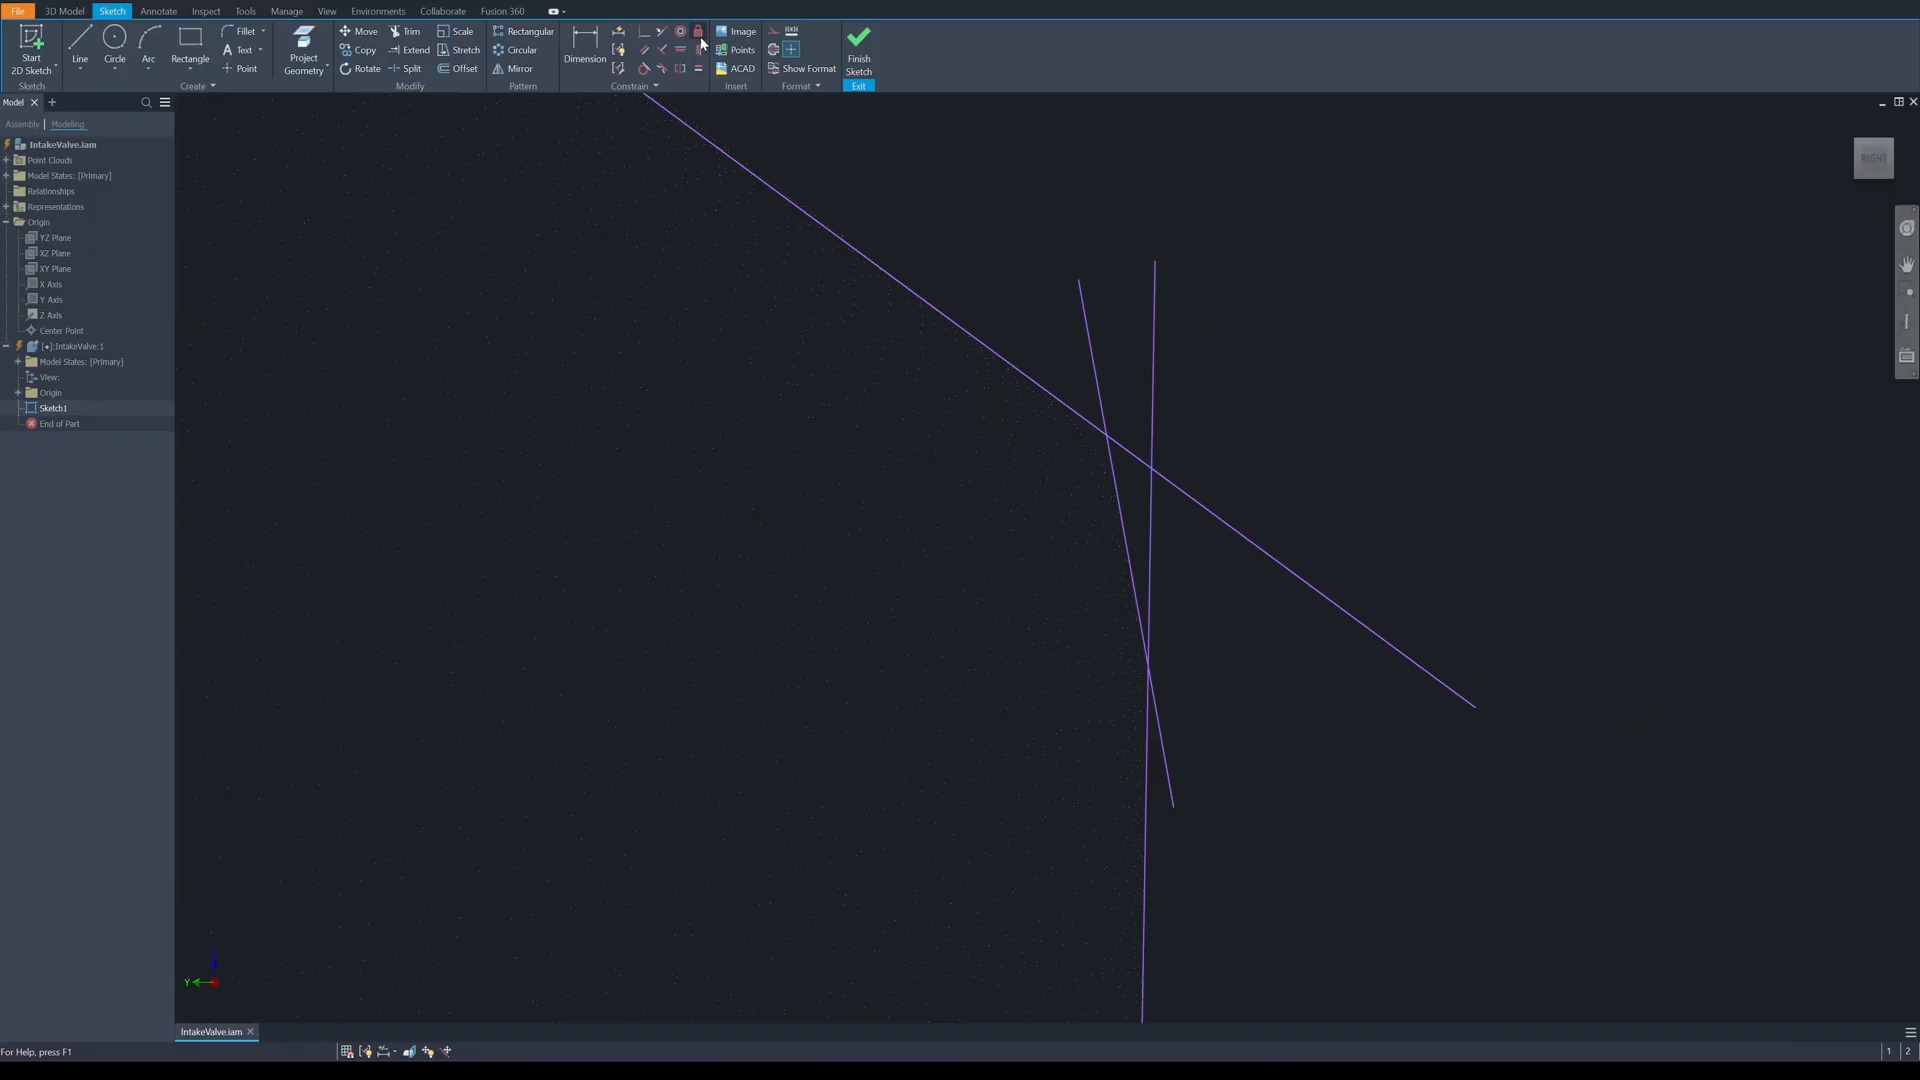 File 3D Model Sketch Annotate Inspect Tools Manage View Environments Collaborate Fusion 360
Start
2D Sketch
Line
Circle
Arc
Rectangle
Fillet
Text
Point
Project
Geometry
Move
Copy
Rotate
Trim
Extend
Split
Scale
Stretch
Offset
Rectangular
Circular
Mirror
Dimension
Image
Points
ACAD
Show Format
Finish
Sketch
Sketch Create Modify Pattern Constrain Insert Format Exit
Model
Assembly Modeling
IntakeValve.iam
Point Clouds
Model States: [Primary]
Relationships
Representations
Origin
YZ Plane
XZ Plane
XY Plane
X Axis
Y Axis
Z Axis
Center Point
[●]:IntakeValve:1
Model States: [Primary]
View:
Origin
Sketch1
End of Part
RIGHT
Y
IntakeValve.iam
For Help, press F1
1 2